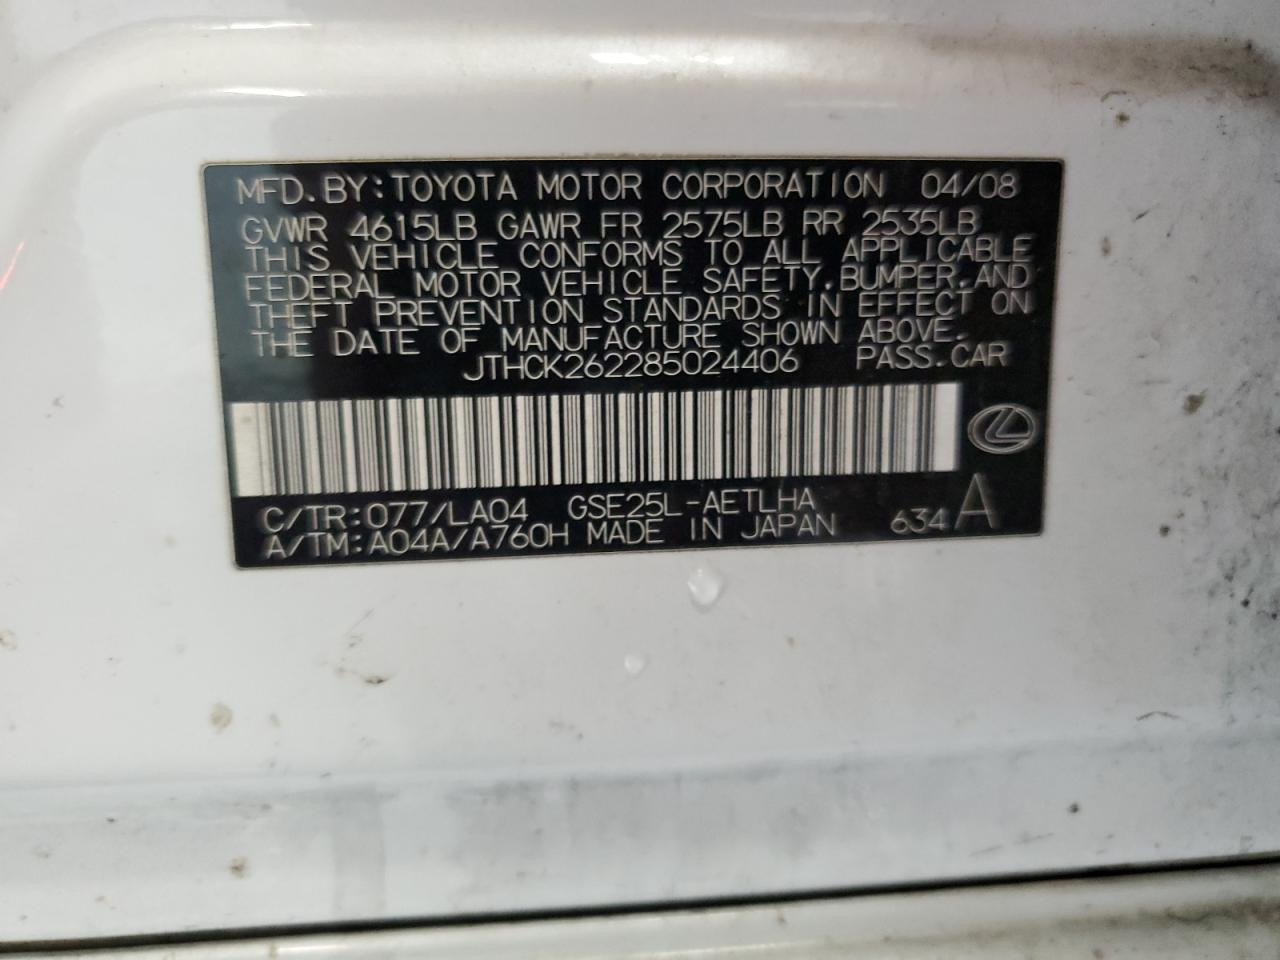 MFD.BY:TOYOTA MOTOR CORPORATION 04/08
GVWR 4615LB GAWR FR 2575LB RR 2535LB
THIS VEHICLE CONFORMS TO ALL APPLICABLE
FEDERAL MOTOR VEHICLE SAFETY,BUMPER,AND
THEFT PREVENTION STANDARDS IN EFFECT ON
THE DATE OF MANUFACTURE SHOWN ABOVE.
JTHCK262285024406 PASS.CAR
C/TR:077/LA04 GSE25L-AETLHA
A/TM:A04A/A760H MADE IN JAPAN 634 A